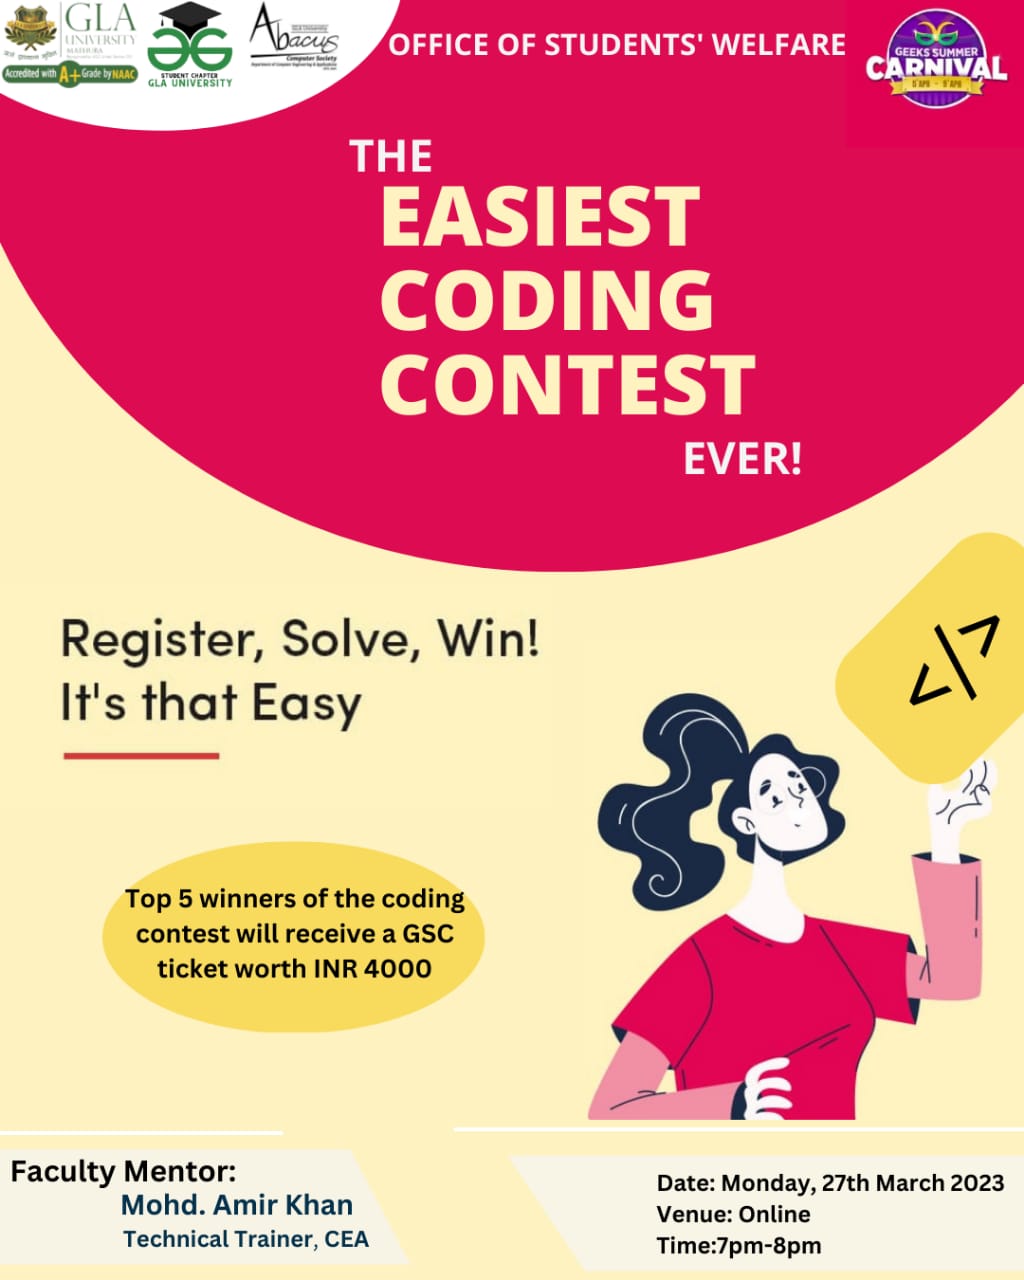 GLA
UNIVERSITY
MATHURA
Accredited with A+ Grade by NAAC
STUDENT CHAPTER
GLA UNIVERSITY
Abacus
Computer Society
OFFICE OF STUDENTS' WELFARE
GEEKS SUMMER
CARNIVAL
THE
EASIEST
CODING
CONTEST
EVER!
Register, Solve, Win!
It's that Easy
</>
Top 5 winners of the coding
contest will receive a GSC
ticket worth INR 4000
Faculty Mentor:
Mohd. Amir Khan
Technical Trainer, CEA
Date: Monday, 27th March 2023
Venue: Online
Time:7pm-8pm